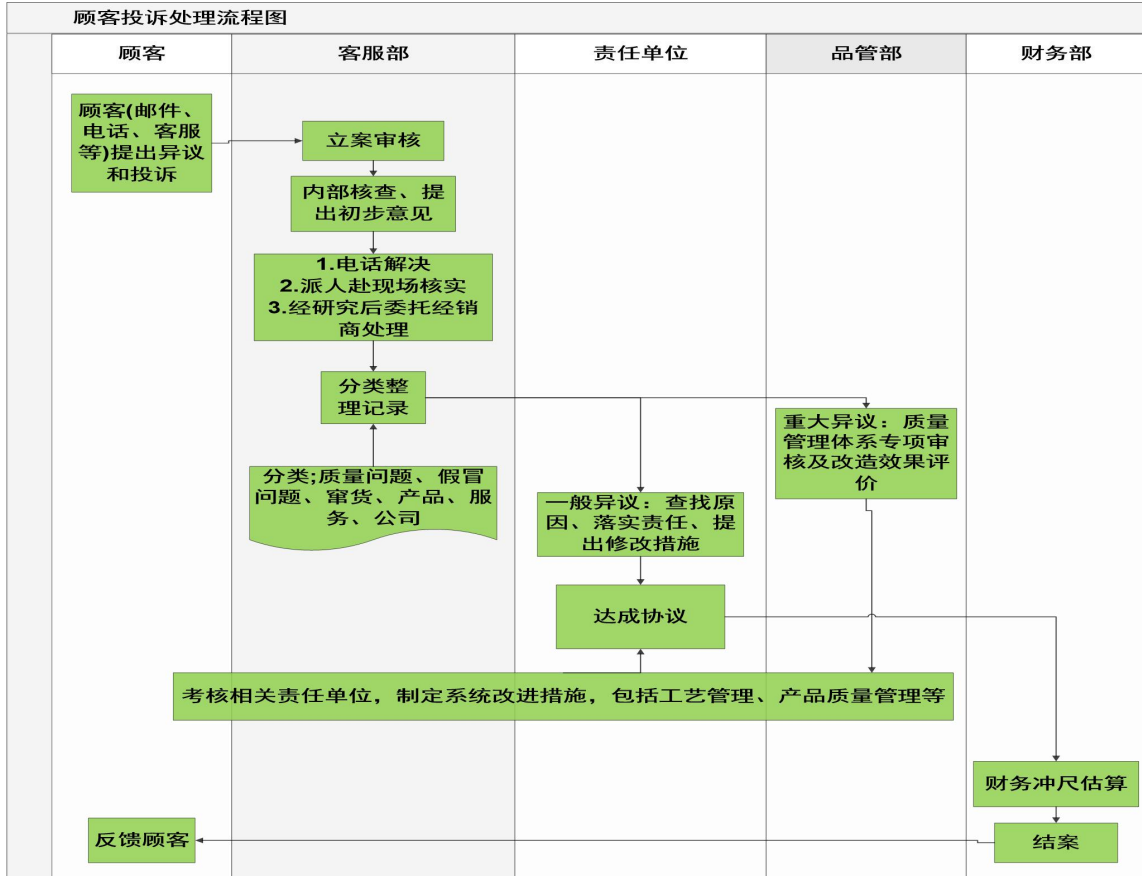 顾客投诉处理流程图
顾客
客服部
责任单位
品管部
财务部
顾客(邮件、
电话、客服
等)提出异议
和投诉
立案审核
内部核查、提
出初步意见
1.电话解决
2.派人赴现场核实
3.经研究后委托经销
商处理
分类整
理记录
分类;质量问题、假冒
问题、窜货、产品、服
务、公司
重大异议：质量
管理体系专项审
核及改造效果评
价
一般异议：查找原
因、落实责任、提
出修改措施
达成协议
考核相关责任单位，制定系统改进措施，包括工艺管理、产品质量管理等
财务冲尺估算
结案
反馈顾客